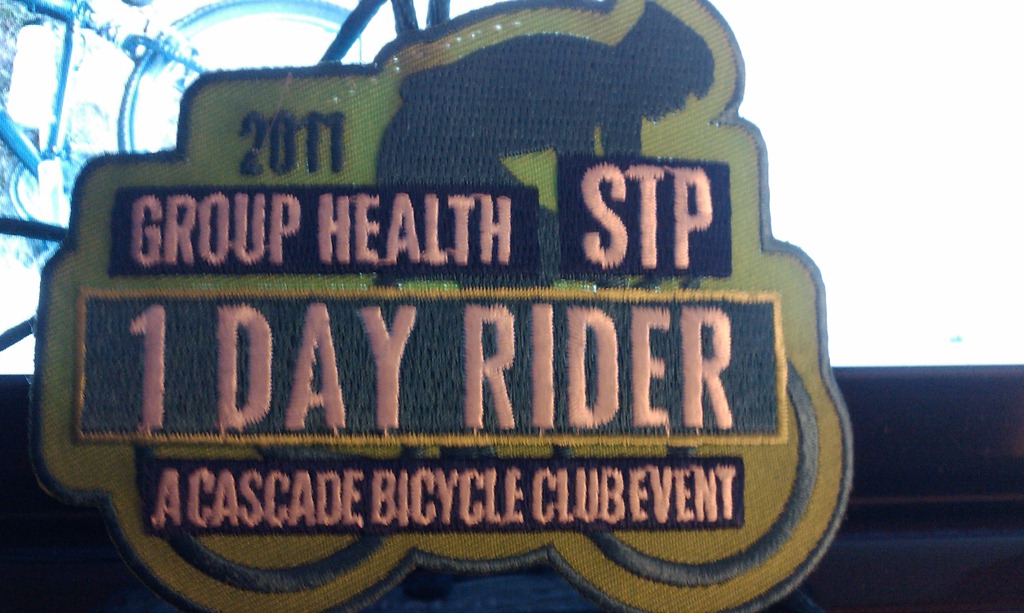 2011
GROUP HEALTH STP
1 DAY RIDER
A CASCADE BICYCLE CLUB EVENT